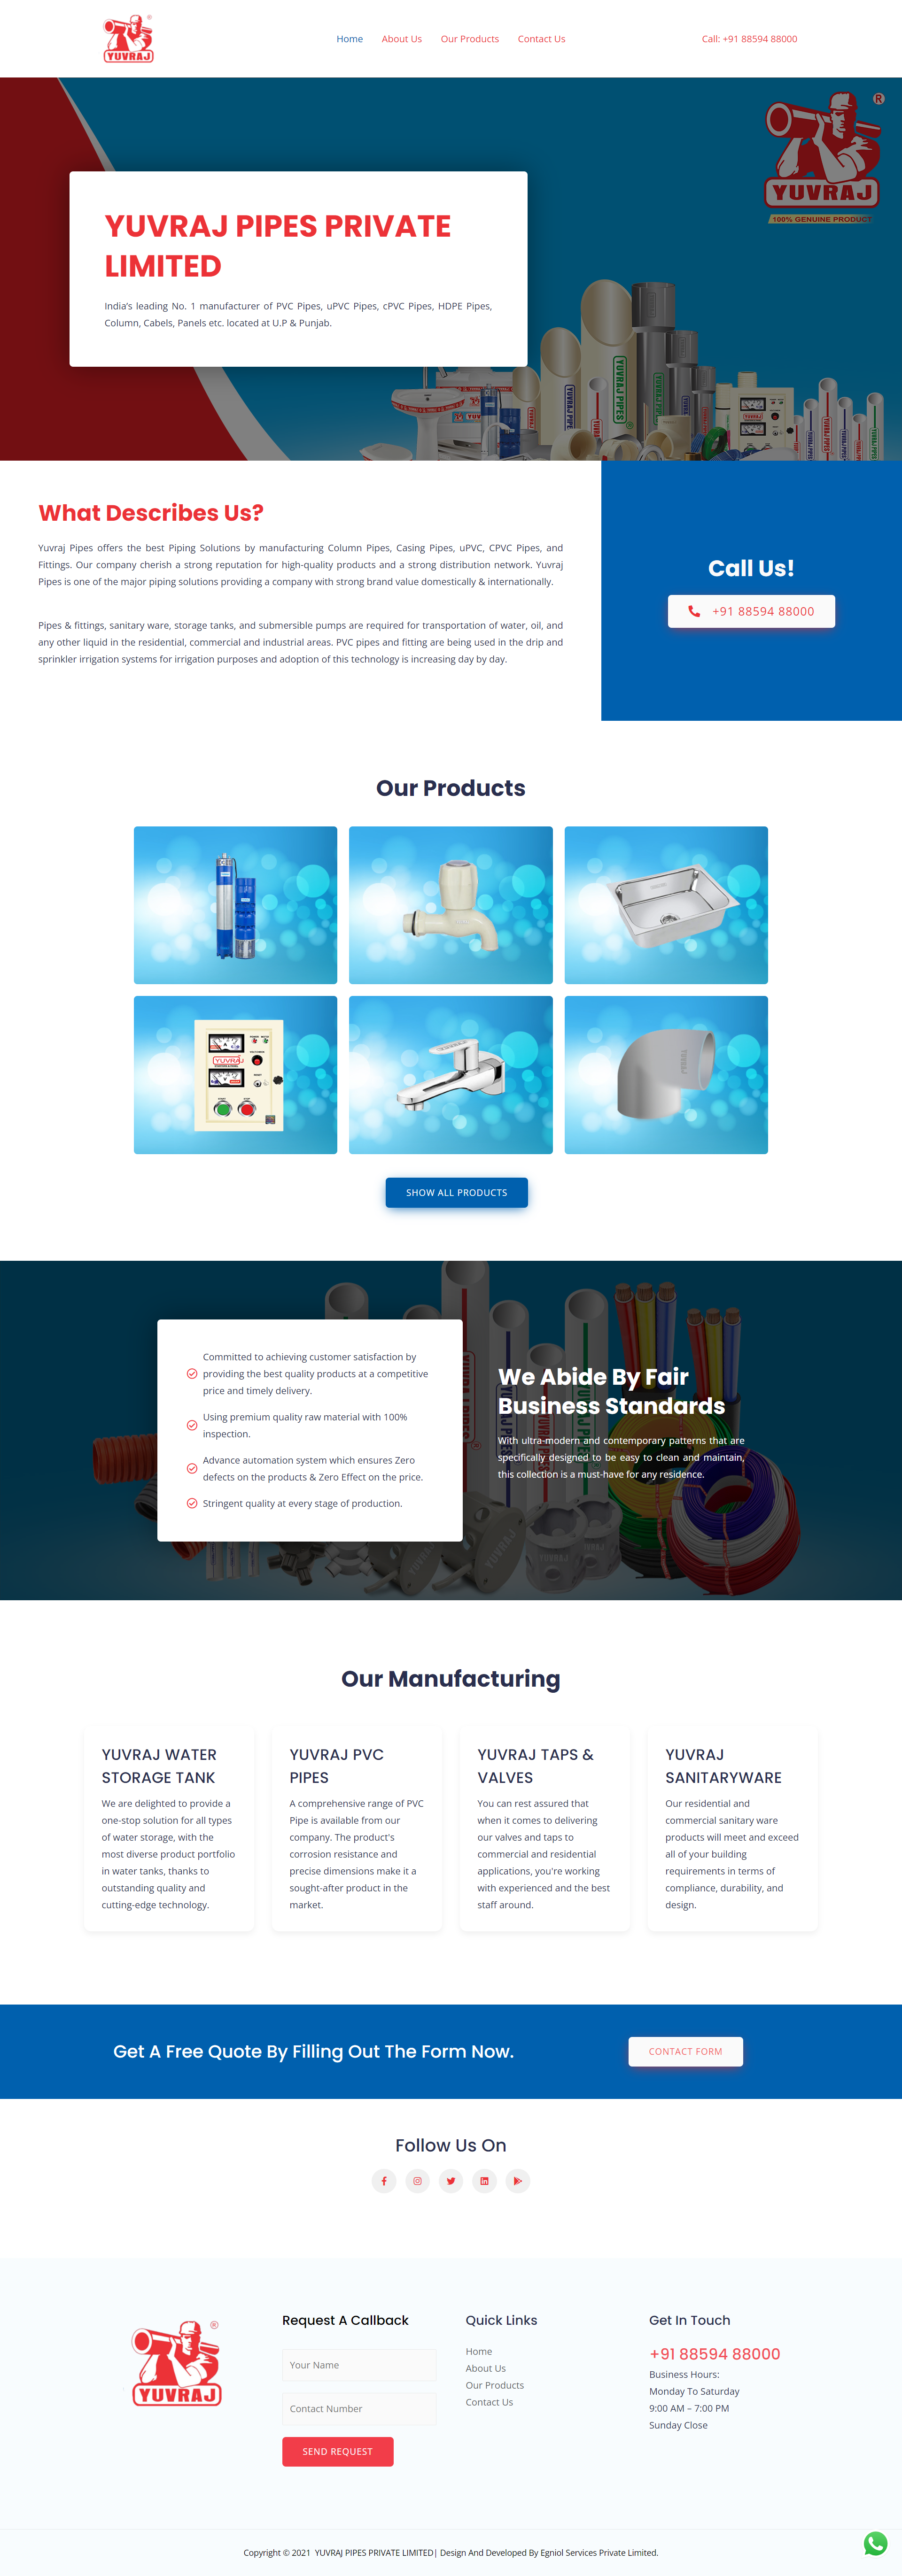 YUVRAJ
Home
About Us
Our Products
Contact Us
Call: +91 88594 88000
YUVRAJ
100% GENUINE PRODUCT
YUVRAJ PIPES PRIVATE
LIMITED
India's leading No. 1 manufacturer of PVC Pipes, uPVC Pipes, cPVC Pipes, HDPE Pipes,
Column, Cabels, Panels etc. located at U.P & Punjab.
YUVRAJ PIPES
What Describes Us?
Yuvraj Pipes offers the best Piping Solutions by manufacturing Column Pipes, Casing Pipes, uPVC, CPVC Pipes, and
Fittings. Our company cherish a strong reputation for high-quality products and a strong distribution network. Yuvraj
Pipes is one of the major piping solutions providing a company with strong brand value domestically & internationally.
Pipes & fittings, sanitary ware, storage tanks, and submersible pumps are required for transportation of water, oil, and
any other liquid in the residential, commercial and industrial areas. PVC pipes and fitting are being used in the drip and
sprinkler irrigation systems for irrigation purposes and adoption of this technology is increasing day by day.
Call Us!
+91 88594 88000
Our Products
YUVRAJ
SHOW ALL PRODUCTS
Committed to achieving customer satisfaction by
providing the best quality products at a competitive
price and timely delivery.
Using premium quality raw material with 100%
inspection.
Advance automation system which ensures Zero
defects on the products & Zero Effect on the price.
Stringent quality at every stage of production.
We Abide By Fair
Business Standards
With ultra-modern and contemporary patterns that are
specifically designed to be easy to clean and maintain,
this collection is a must-have for any residence.
Our Manufacturing
YUVRAJ WATER
STORAGE TANK
We are delighted to provide a
one-stop solution for all types
of water storage, with the
most diverse product portfolio
in water tanks, thanks to
outstanding quality and
cutting-edge technology.
YUVRAJ PVC
PIPES
A comprehensive range of PVC
Pipe is available from our
company. The product's
corrosion resistance and
precise dimensions make it a
sought-after product in the
market.
YUVRAJ TAPS &
VALVES
You can rest assured that
when it comes to delivering
our valves and taps to
commercial and residential
applications, you're working
with experienced and the best
staff around.
YUVRAJ
SANITARYWARE
Our residential and
commercial sanitary ware
products will meet and exceed
all of your building
requirements in terms of
compliance, durability, and
design.
Get A Free Quote By Filling Out The Form Now.
CONTACT FORM
Follow Us On
YUVRAJ
Request A Callback
Your Name
Contact Number
SEND REQUEST
Quick Links
Home
About Us
Our Products
Contact Us
Get In Touch
+91 88594 88000
Business Hours:
Monday To Saturday
9:00 AM – 7:00 PM
Sunday Close
Copyright © 2021 YUVRAJ PIPES PRIVATE LIMITED| Design And Developed By Egniol Services Private Limited.